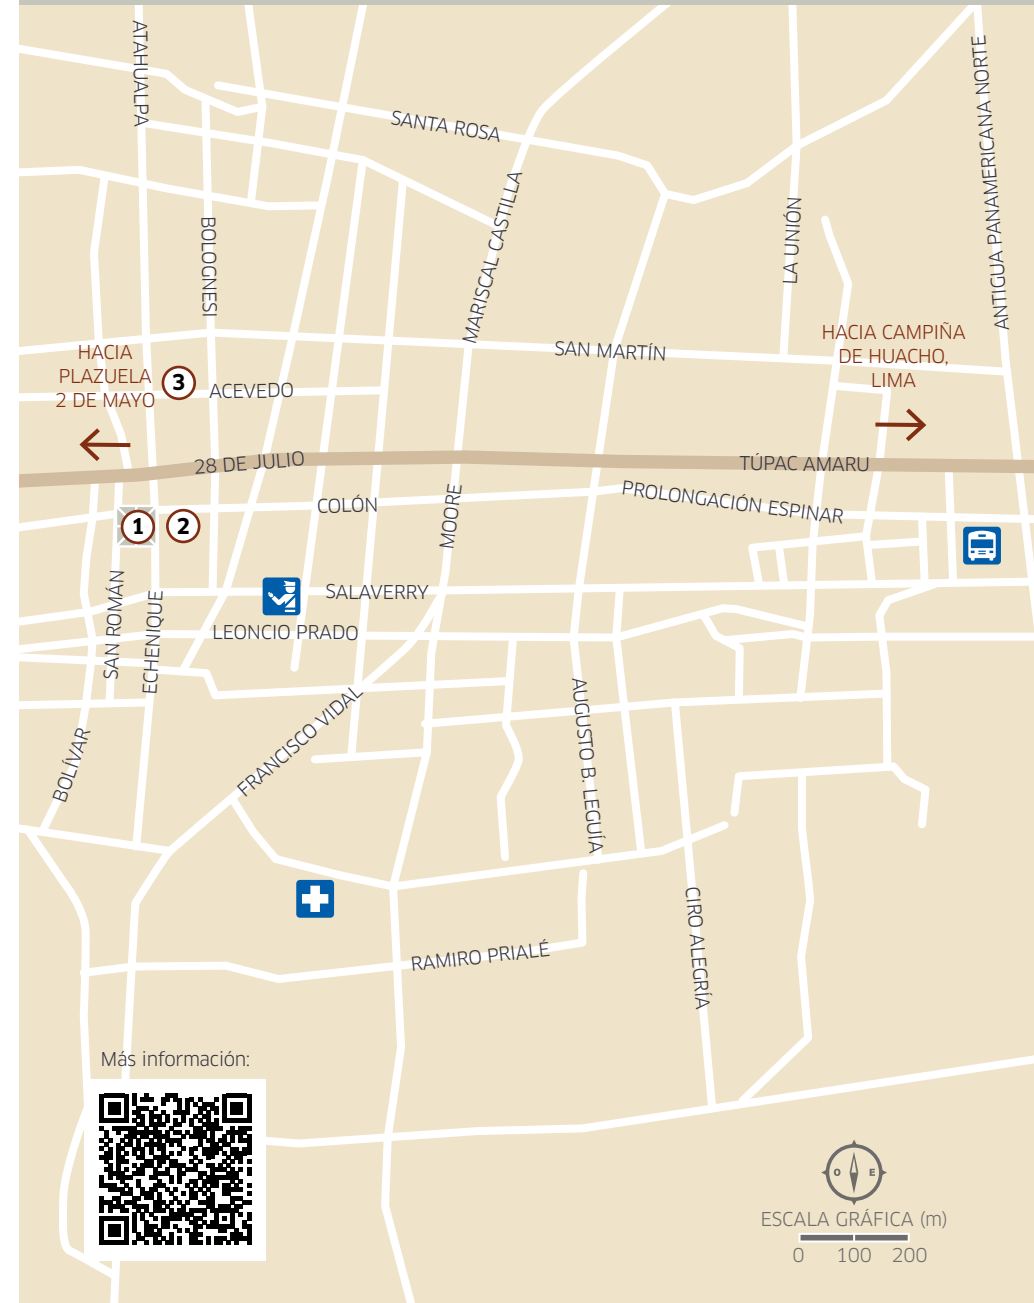 ATAHUALPA
SANTA ROSA
ANTIGUA PANAMERICANA NORTE
MARISCAL CASTILLA
LA UNIÓN
BOLOGNESI
SAN MARTÍN
HACIA
PLAZUELA
2 DE MAYO
3
ACEVEDO
HACIA CAMPIÑA
DE HUACHO,
LIMA
28 DE JULIO
TÚPAC AMARU
COLÓN
MOORE
PROLONGACIÓN ESPINAR
1
2
SAN ROMÁN
ECHENIQUE
SALAVERRY
LEONCIO PRADO
BOLÍVAR
FRANCISCO VIDAL
AUGUSTO B. LEGUÍA
CIRO ALEGRÍA
RAMIRO PRIALÉ
Más información:
O E
ESCALA GRÁFICA (m)
0 100 200